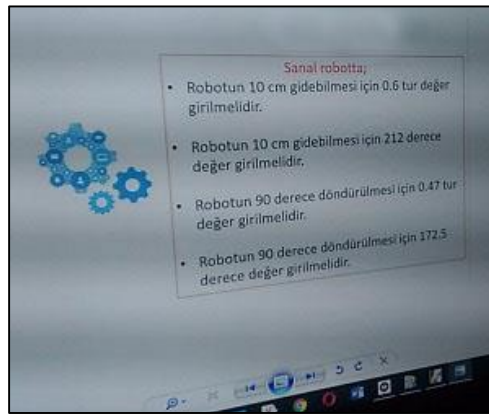 Sanal robotta;
• Robotun 10 cm gidebilmesi için 0.6 tur değer
girilmelidir.
• Robotun 10 cm gidebilmesi için 212 derece
değer girilmelidir.
• Robotun 90 derece döndürülmesi için 0.47 tur
değer girilmelidir.
• Robotun 90 derece döndürülmesi için 172.5
derece değer girilmelidir.